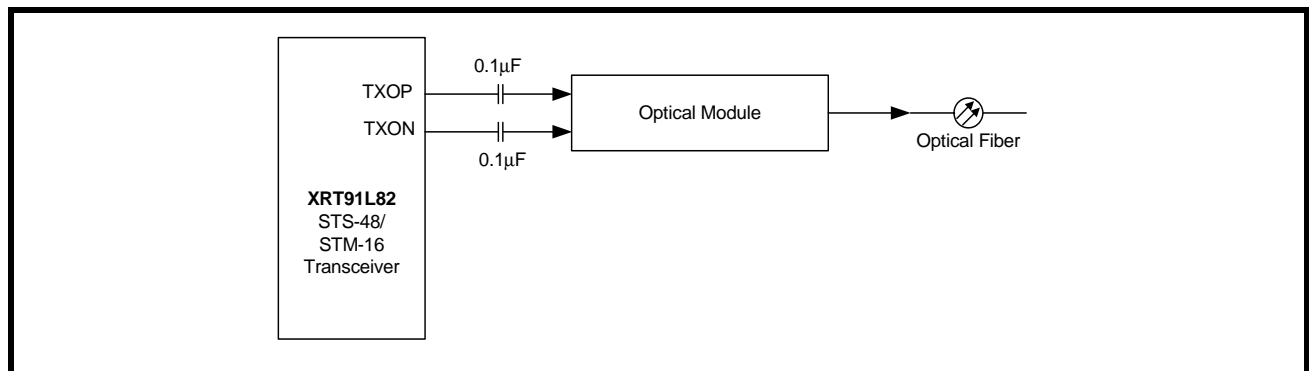 0.1μF
TXOP
Optical Module
TXON
Optical Fiber
0.1μF
XRT91L82
STS-48/
STM-16
Transceiver